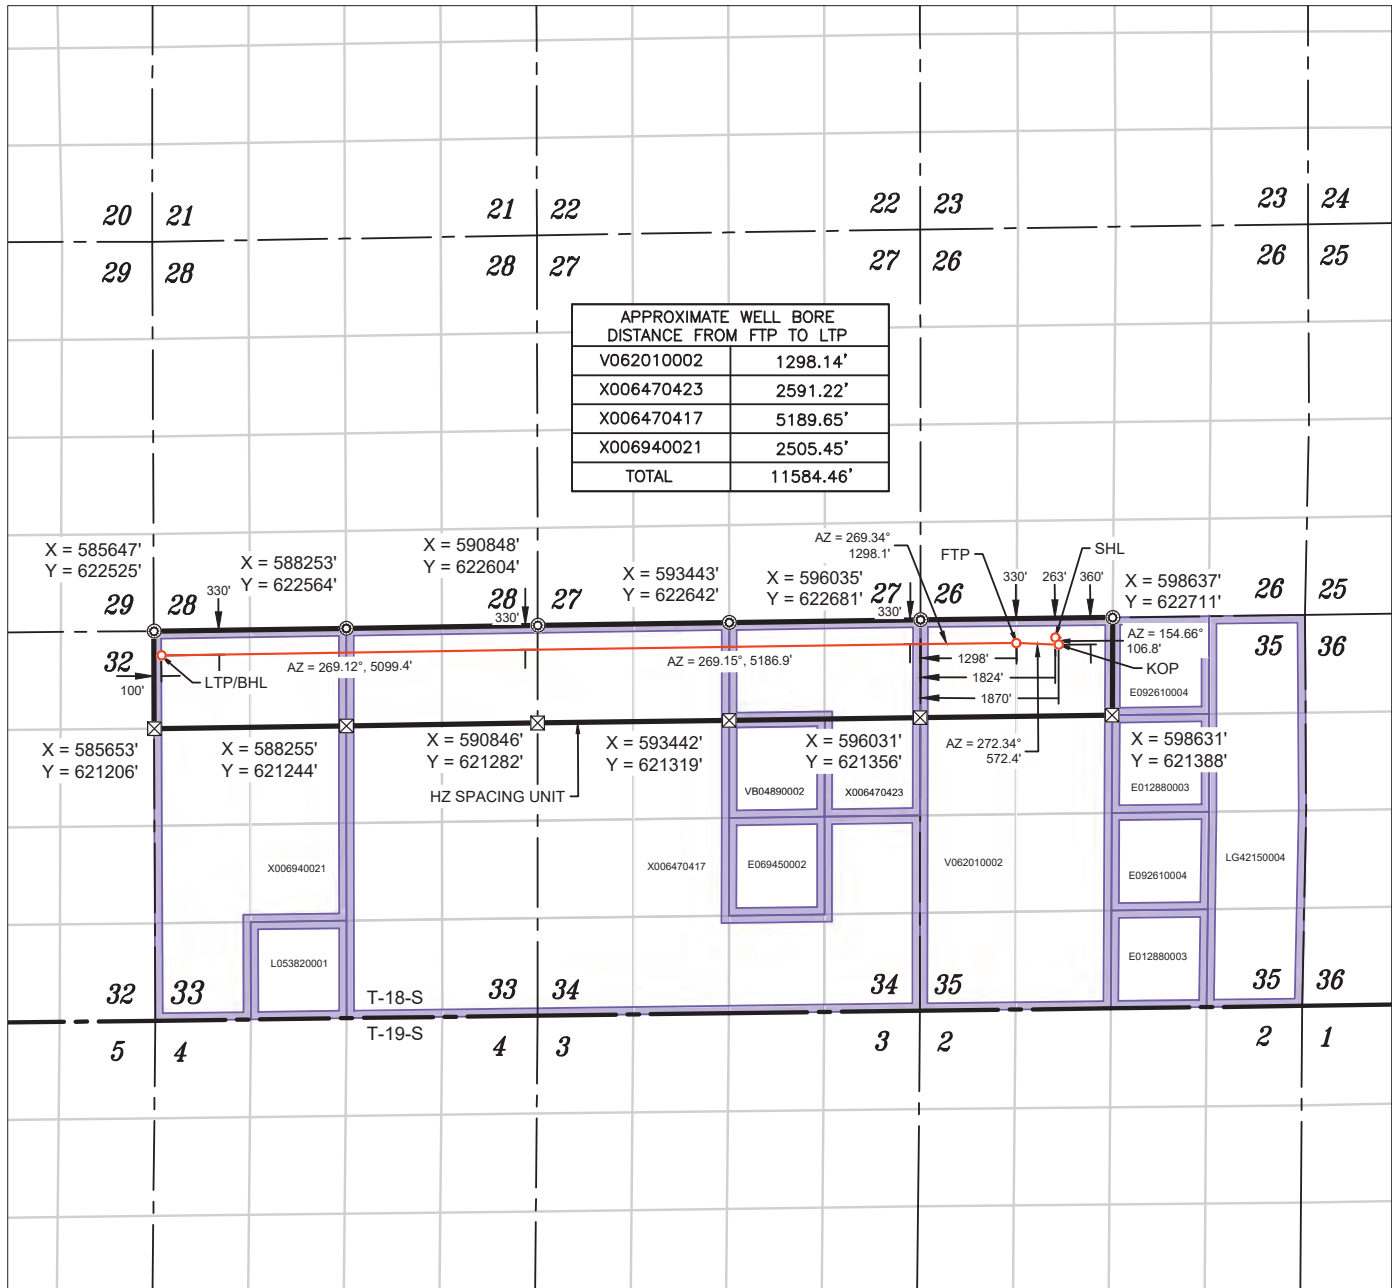 20 21
21 22
22 23
23 24
29 28
28 27
27 26
26 25
APPROXIMATE WELL BORE
DISTANCE FROM FTP TO LTP
V062010002 1298.14'
X006470423 2591.22'
X006470417 5189.65'
X006940021 2505.45'
TOTAL 11584.46'
X = 585647'
Y = 622525'
X = 588253'
Y = 622564'
X = 590848'
Y = 622604'
X = 593443'
Y = 622642'
X = 596035'
Y = 622681'
AZ = 269.34°
1298.1'
FTP
SHL
X = 598637'
Y = 622711'
330'
330'
330'
330'
263'
360'
29 28
28 27
27 26
26 25
32
100'
LTP/BHL
AZ = 269.12°, 5099.4'
AZ = 269.15°, 5186.9'
1298'
1824'
1870'
AZ = 154.66°
106.8'
KOP
35 36
E092610004
X = 585653'
Y = 621206'
X = 588255'
Y = 621244'
X = 590846'
Y = 621282'
X = 593442'
Y = 621319'
X = 596031'
Y = 621356'
AZ = 272.34°
572.4'
X = 598631'
Y = 621388'
HZ SPACING UNIT
VB04890002
X006470423
E012880003
X006940021
X006470417
E069450002
V062010002
E092610004
LG42150004
L053820001
E012880003
32 33
T-18-S
33 34
34 35
35 36
T-19-S
5 4
4 3
3 2
2 1